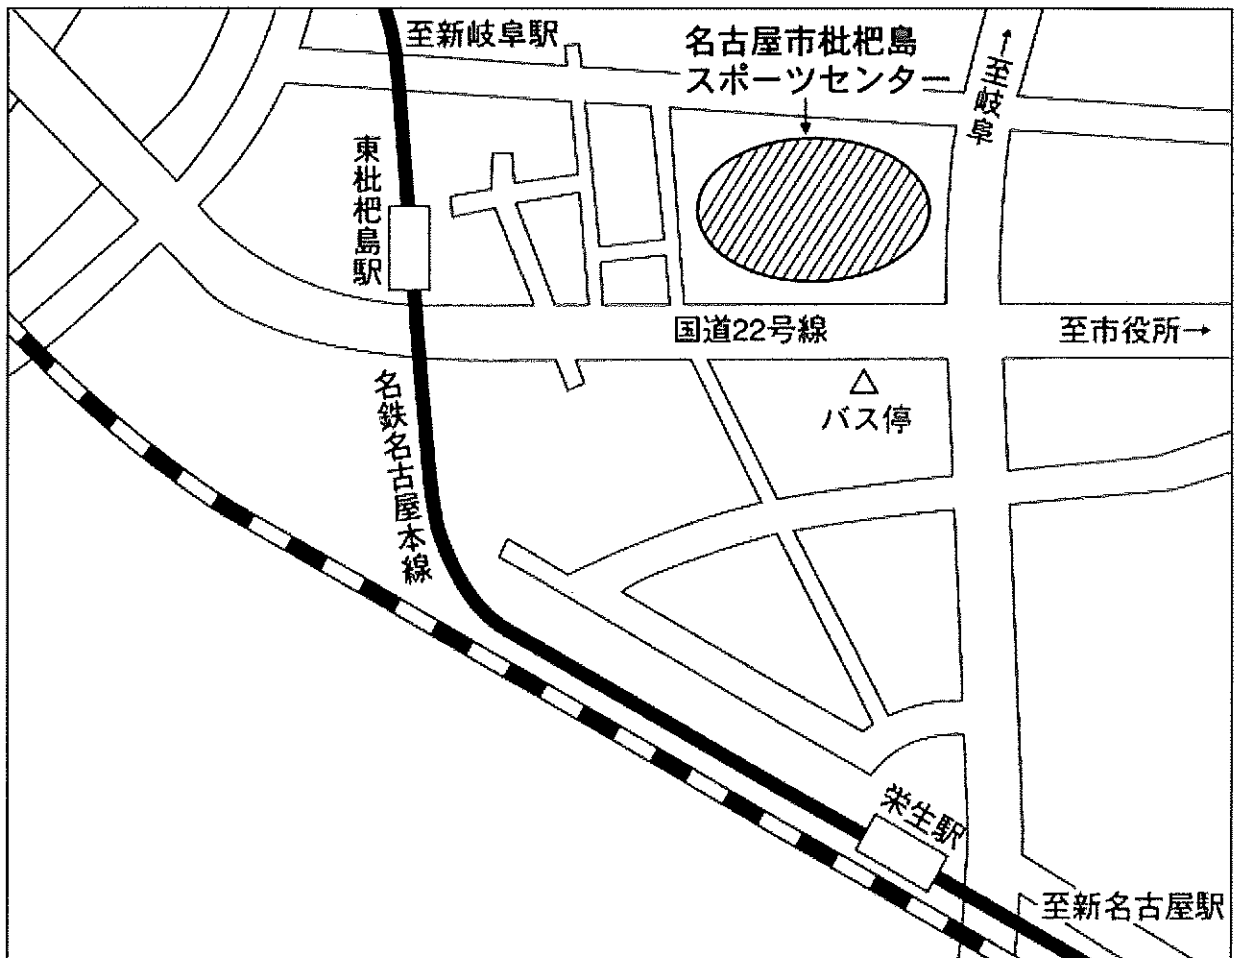 至新岐阜駅
名古屋市枇杷島
スポーツセンター
↑至岐阜
東枇杷島駅
国道22号線
至市役所→
△
バス停
名鉄名古屋本線
栄生駅
至新名古屋駅